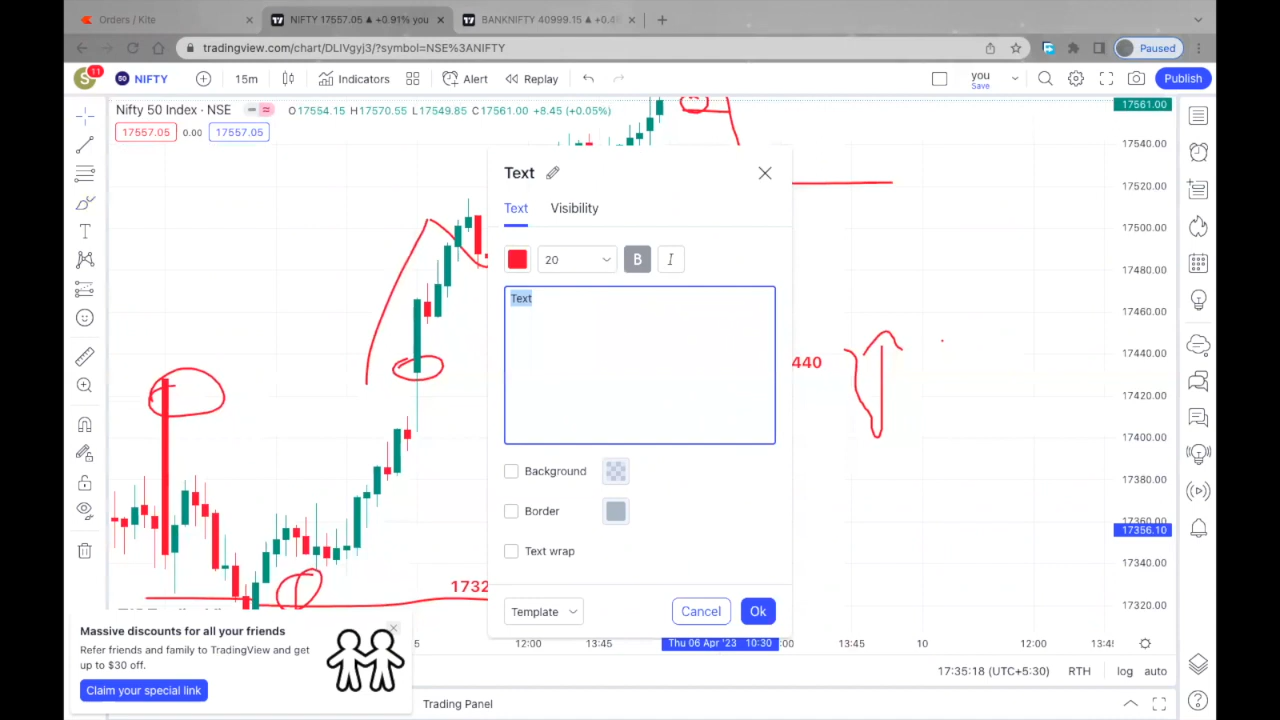 Orders / Kite
NIFTY 17557.05 ▲ +0.91% you
BANKNIFTY 40999.15 ▲ +0.4
tradingview.com/chart/DLIVgyj3/?symbol=NSE%3ANIFTY
Paused
S
11
50
NIFTY
15m
Indicators
Alert
Replay
you
Save
Publish
Nifty 50 Index · NSE
O17554.15 H17570.55 L17549.85 C17561.00 +8.45 (+0.05%)
17557.05
0.00
17557.05
17561.00
17540.00
17520.00
17500.00
17480.00
17460.00
17440.00
17420.00
17400.00
17380.00
17360.00
17356.10
17340.00
17320.00
Text
Text
Visibility
20
B
I
Text
Background
Border
Text wrap
Template
Cancel
Ok
440
1732
12:00
13:45
Thu 06 Apr '23
10:30
:00
13:45
10
12:00
13:4
Massive discounts for all your friends
Refer friends and family to TradingView and get
up to $30 off.
Claim your special link
17:35:18 (UTC+5:30)
RTH
log
auto
Trading Panel